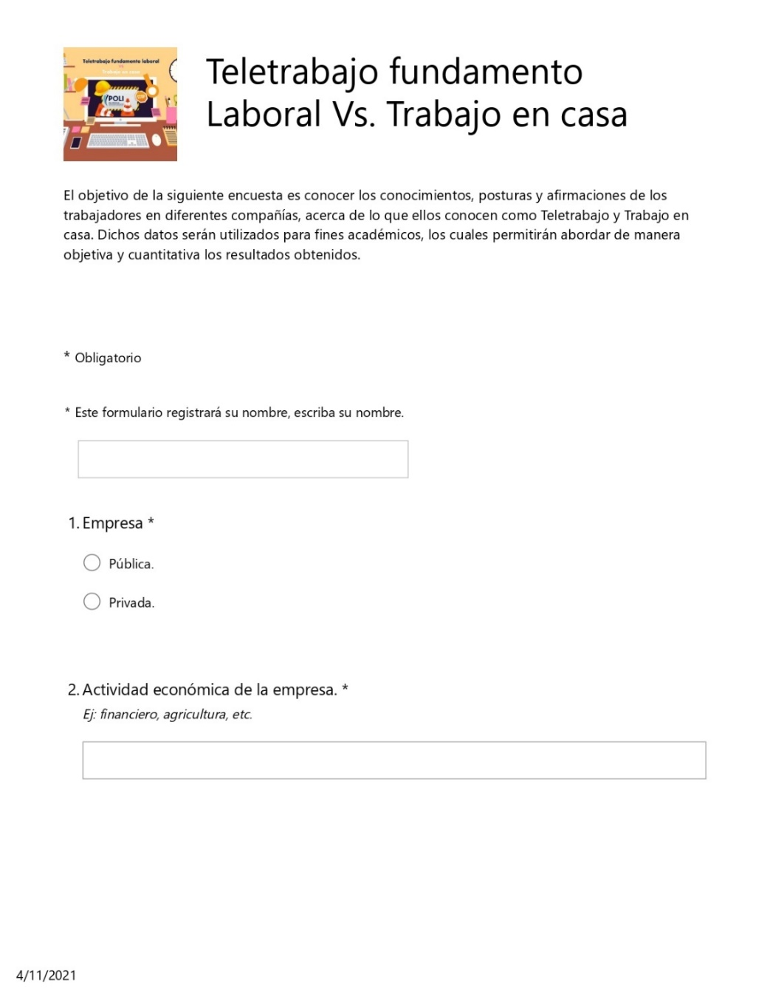 Teletrabajo fundamento laboral
VS
Trabajo en casa
POLI
Teletrabajo fundamento
Laboral Vs. Trabajo en casa
El objetivo de la siguiente encuesta es conocer los conocimientos, posturas y afirmaciones de los
trabajadores en diferentes compañías, acerca de lo que ellos conocen como Teletrabajo y Trabajo en
casa. Dichos datos serán utilizados para fines académicos, los cuales permitirán abordar de manera
objetiva y cuantitativa los resultados obtenidos.
* Obligatorio
* Este formulario registrará su nombre, escriba su nombre.
1. Empresa *
Pública.
Privada.
2. Actividad económica de la empresa. *
Ej: financiero, agricultura, etc.
4/11/2021